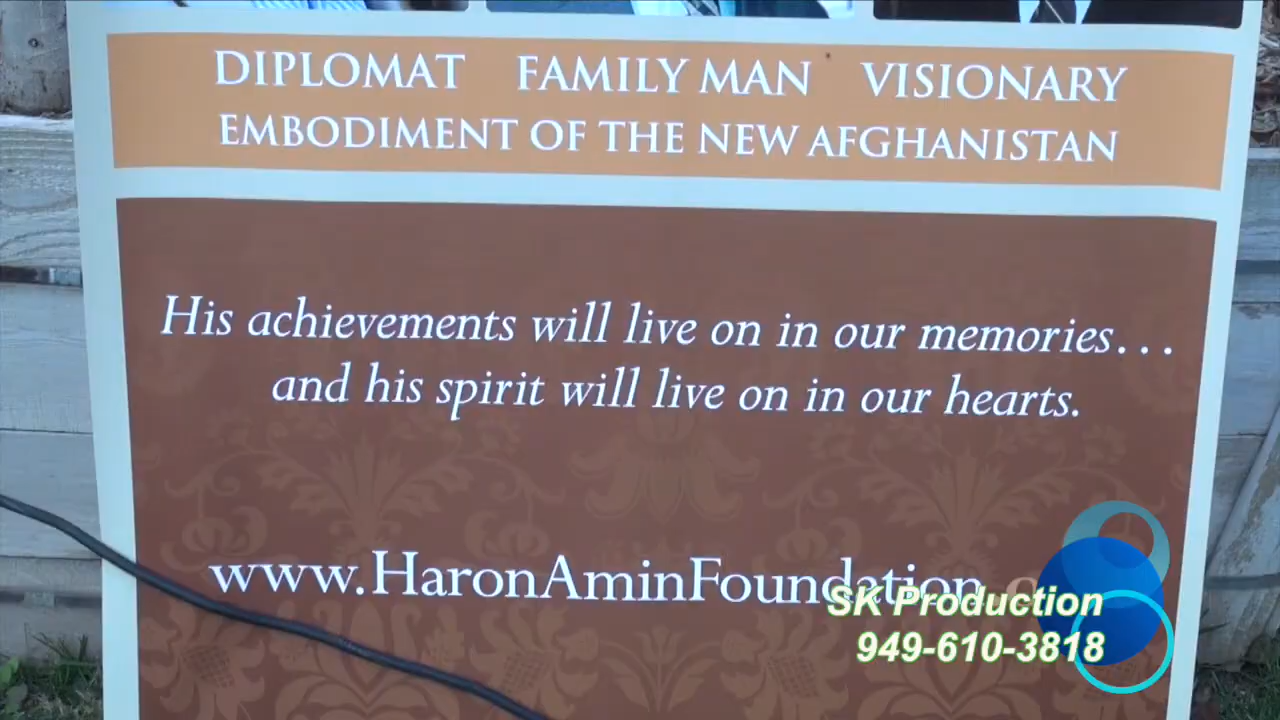 DIPLOMAT FAMILY MAN VISIONARY
EMBODIMENT OF THE NEW AFGHANISTAN
His achievements will live on in our memories...
and his spirit will live on in our hearts.
www.HaronAminFoundation.o
SK Production
949-610-3818